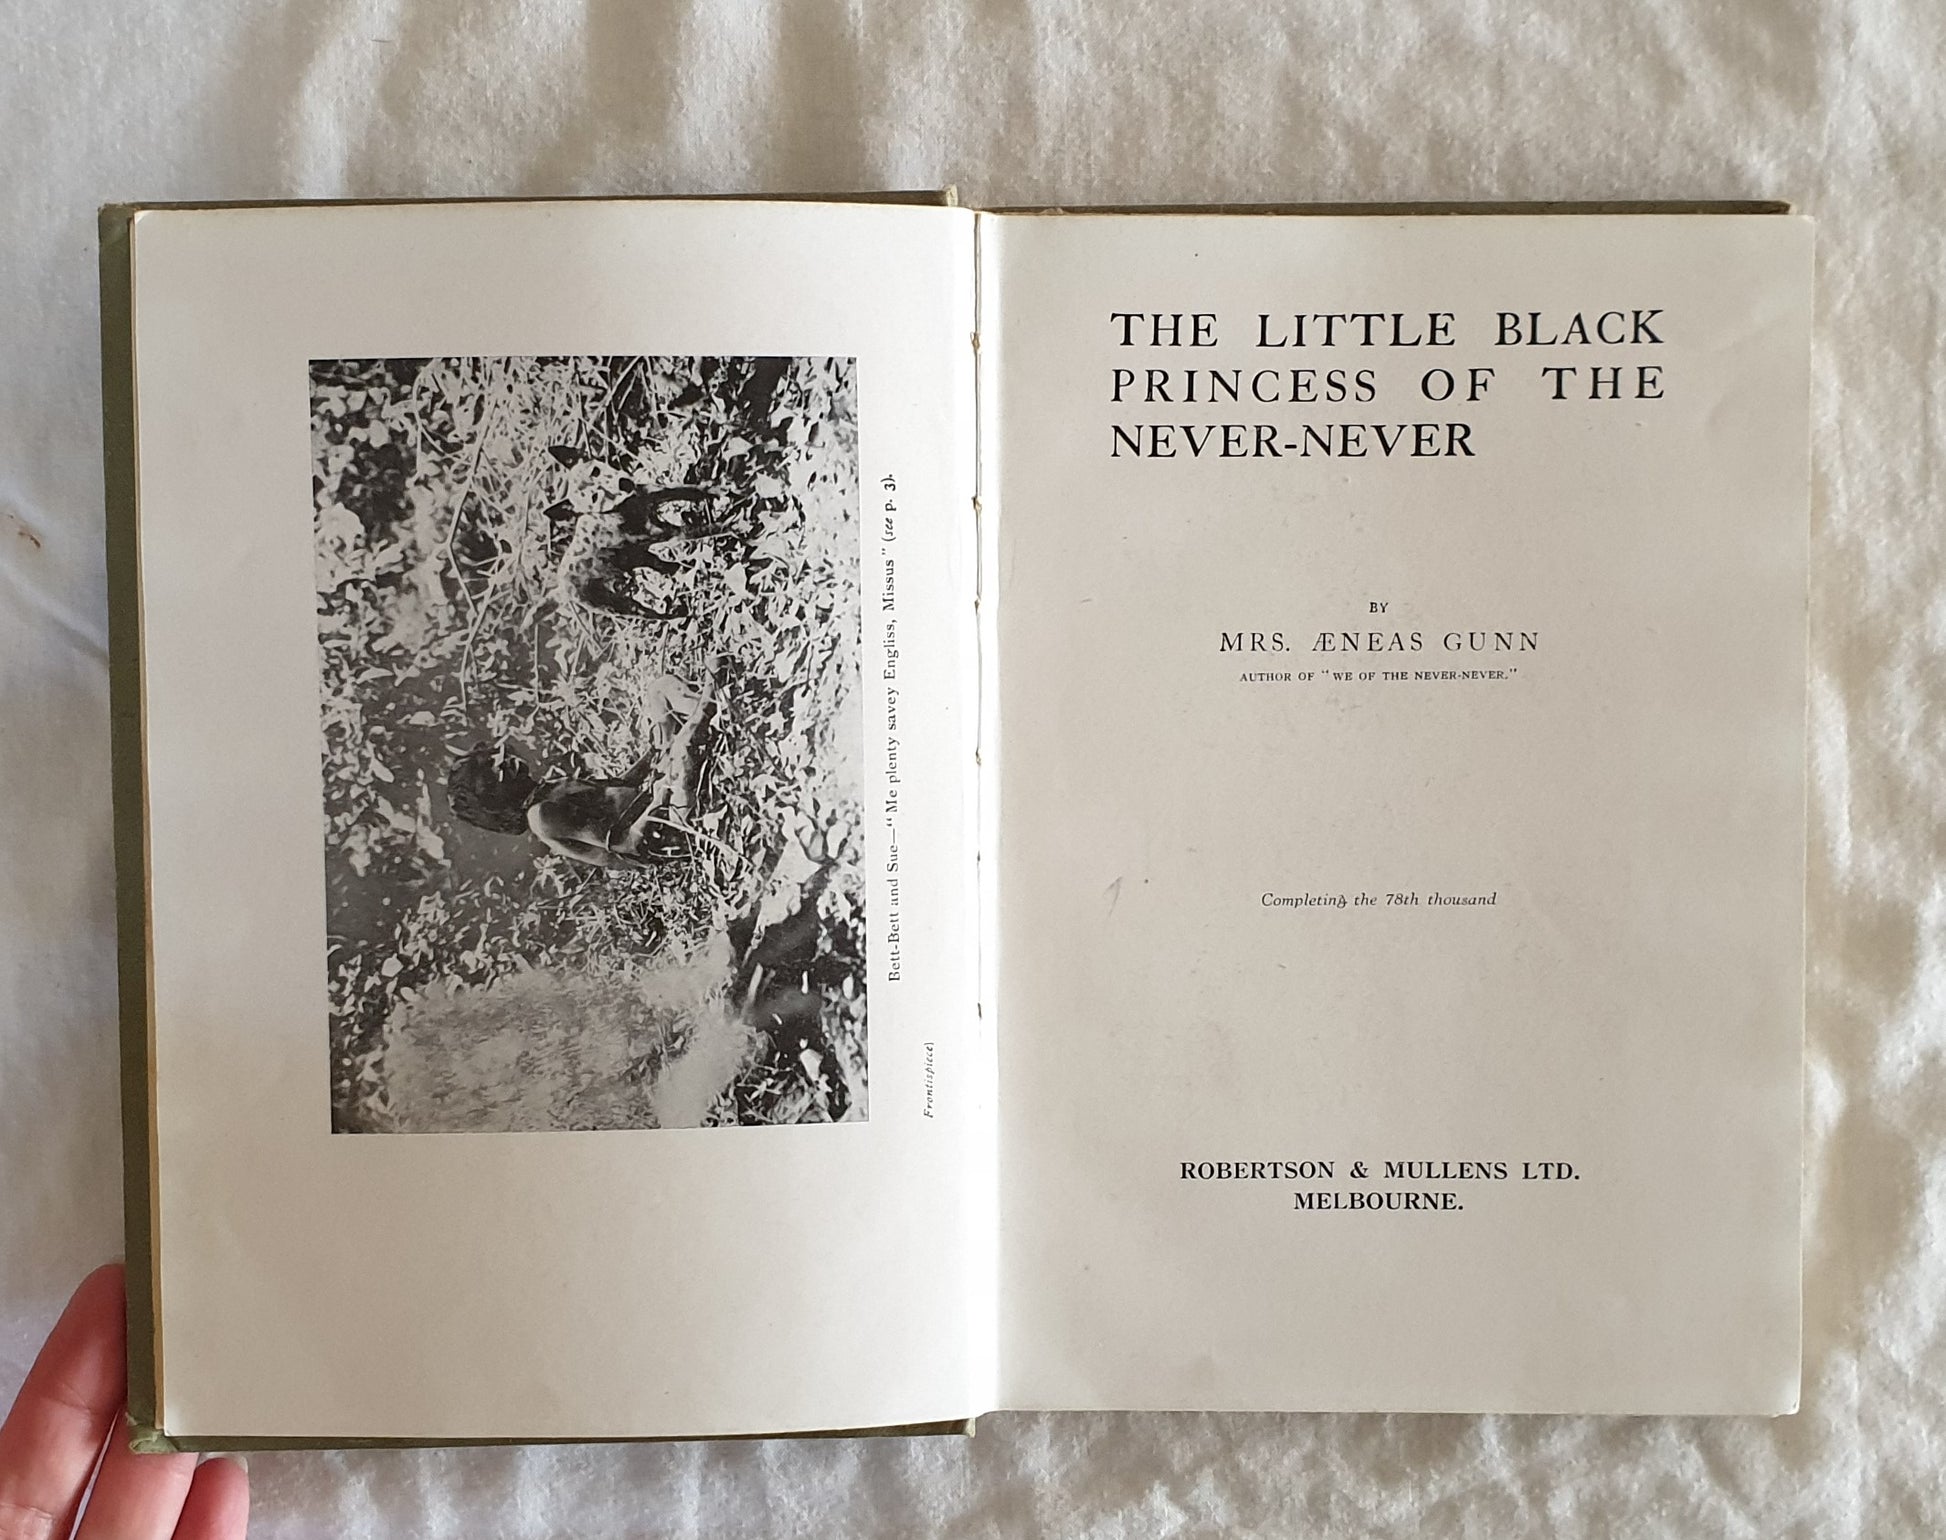 Bett-Bett and Sue—“Me plenty savey Engliss, Missus” (see p. 3).
Frontispiece]
THE LITTLE BLACK
PRINCESS OF THE
NEVER-NEVER
BY
MRS. ÆNEAS GUNN
AUTHOR OF “WE OF THE NEVER-NEVER.”
Completing the 78th thousand
ROBERTSON & MULLENS LTD.
MELBOURNE.